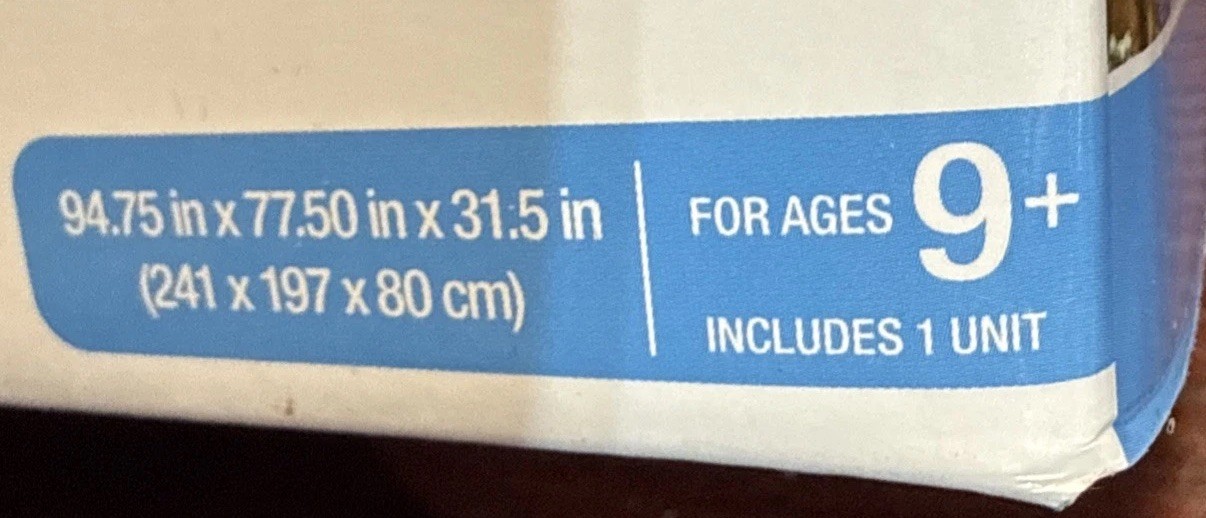 94.75 in x 77.50 in x 31.5 in
(241 x 197 x 80 cm)
FOR AGES 9+
INCLUDES 1 UNIT